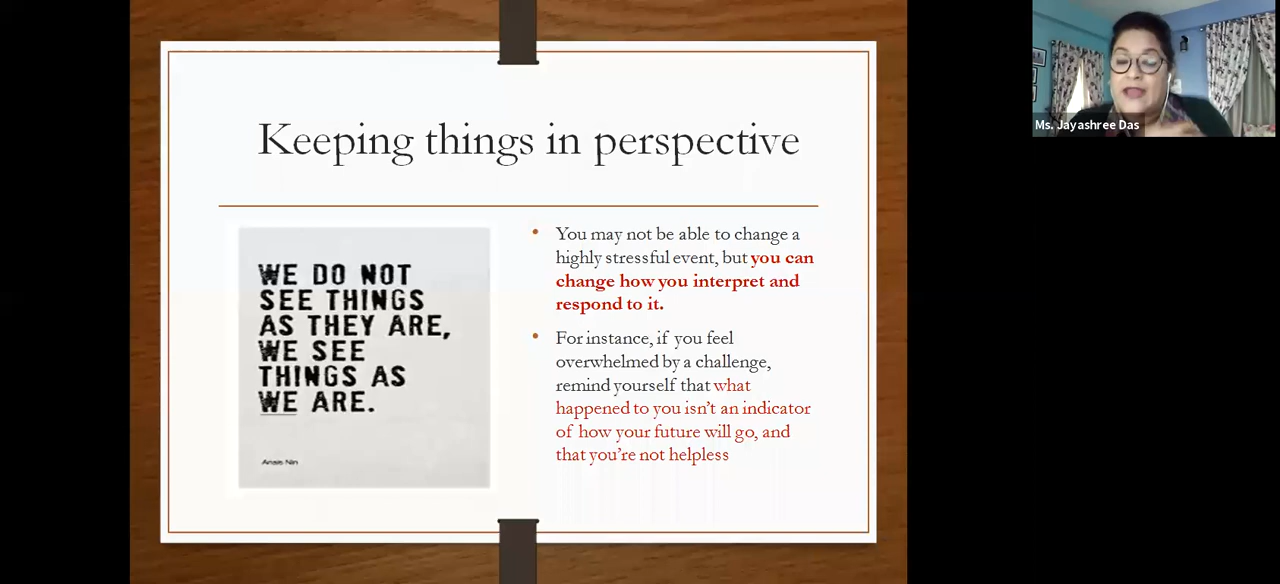 Keeping things in perspective
WE DO NOT
SEE THINGS
AS THEY ARE,
WE SEE
THINGS AS
WE ARE.
Anais Nin
• You may not be able to change a
highly stressful event, but you can
change how you interpret and
respond to it.
• For instance, if you feel
overwhelmed by a challenge,
remind yourself that what
happened to you isn't an indicator
of how your future will go, and
that you're not helpless
Ms. Jayashree Das